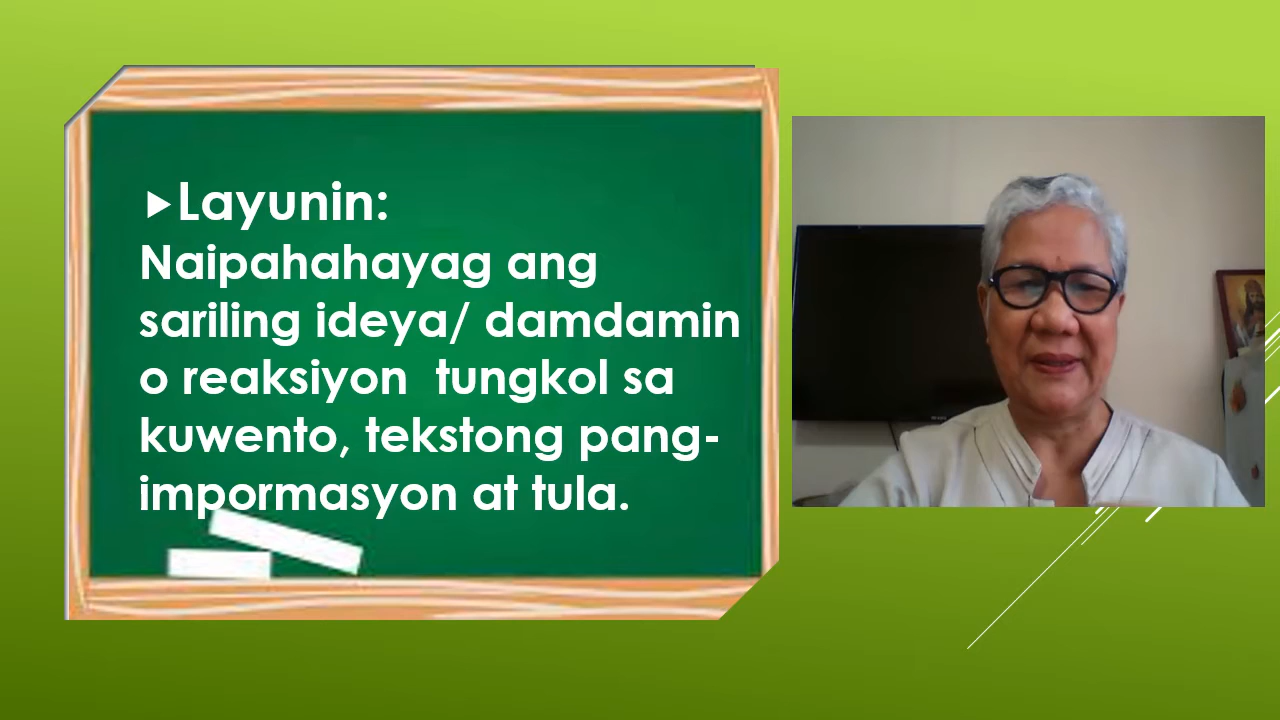 Layunin:
Naipahahayag ang
sariling ideya/ damdamin
o reaksiyon  tungkol sa
kuwento, tekstong pang-
impormasyon at tula.